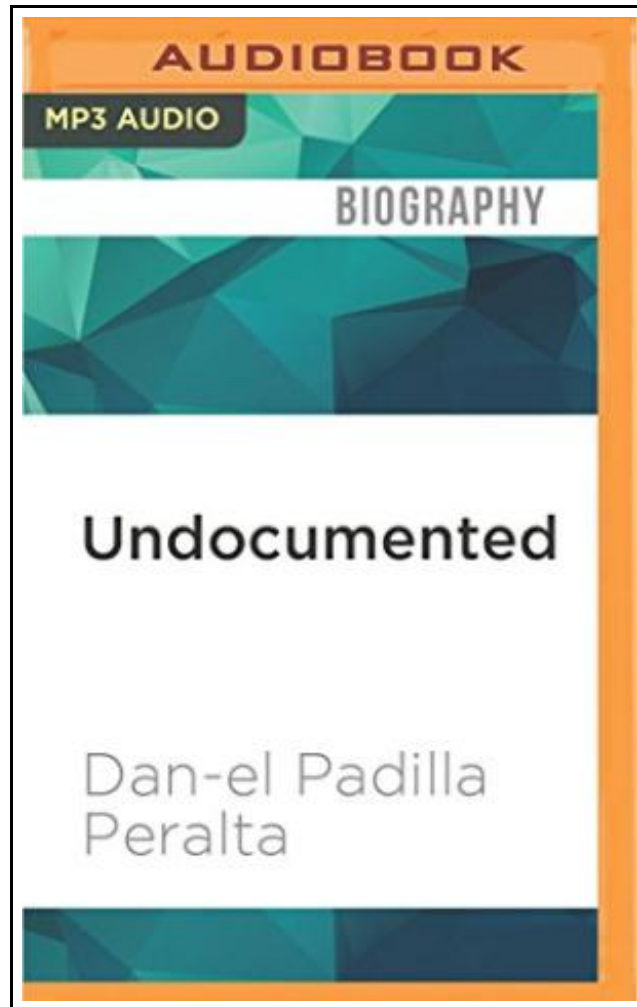 AUDIOBOOK
MP3 AUDIO
BIOGRAPHY
Undocumented
Dan-el Padilla
Peralta